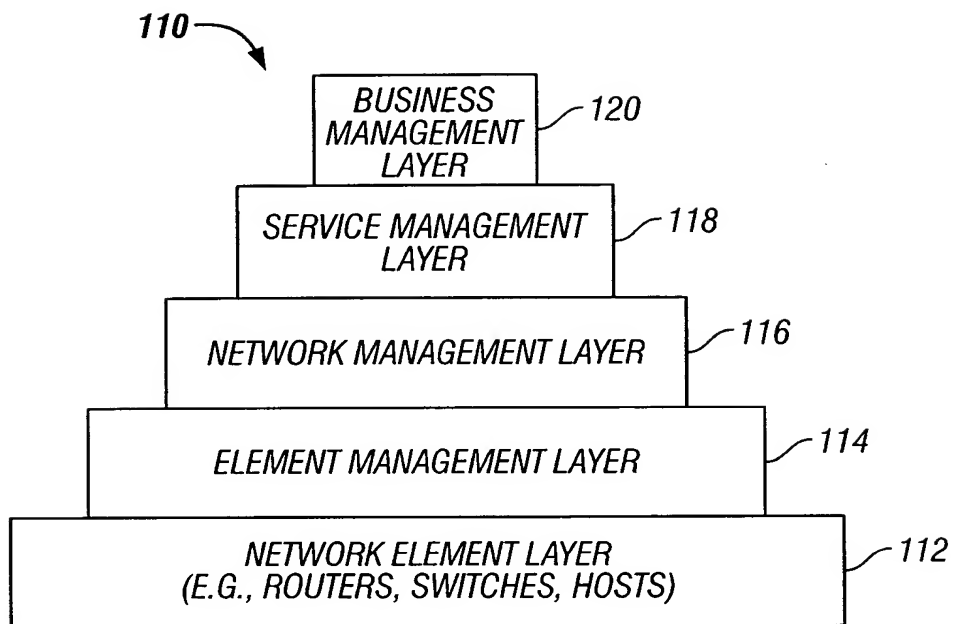 110
BUSINESS
MANAGEMENT
LAYER
120
SERVICE MANAGEMENT
LAYER
118
NETWORK MANAGEMENT LAYER
116
ELEMENT MANAGEMENT LAYER
114
NETWORK ELEMENT LAYER
(E.G., ROUTERS, SWITCHES, HOSTS)
112